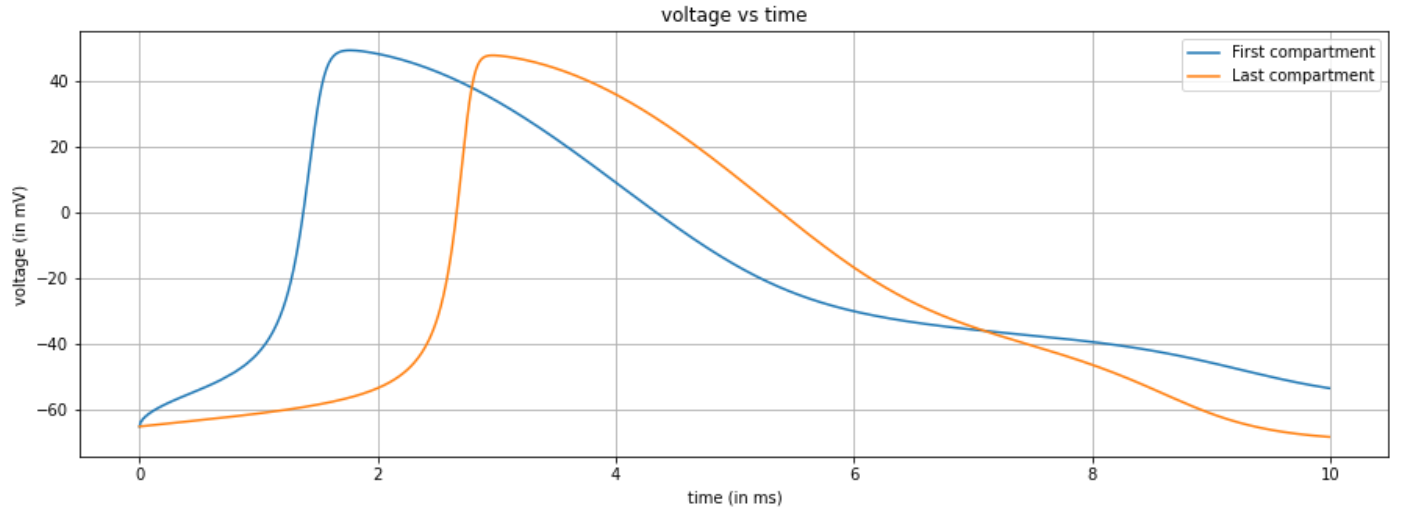 voltage vs time
First compartment
Last compartment
40
20
0
−20
−40
−60
voltage (in mV)
0 2 4 6 8 10
time (in ms)